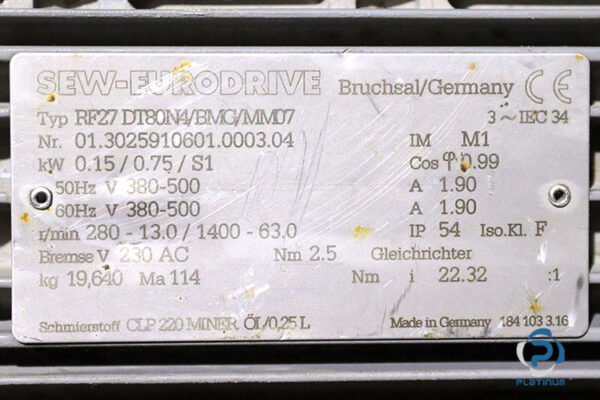 SEW-EURODRIVE Bruchsal/Germany CE
Typ RF27 DT80N4/BMG/MM07 3 ~ IEC 34
Nr. 01.3025910601.0003.04 IM M1
kW 0.15 / 0.75 / S1 Cos φ 0.99
50Hz V 380-500 A 1.90
60Hz V 380-500 A 1.90
r/min 280 - 13.0 / 1400 - 63.0 IP 54 Iso.Kl. F
Bremse V 230 AC Nm 2.5 Gleichrichter
kg 19,640 Ma 114 Nm i 22.32 :1
Schmierstoff CLP 220 MINER. ÖL/0,25 L Made in Germany 184 103 3.16
PLATINUM